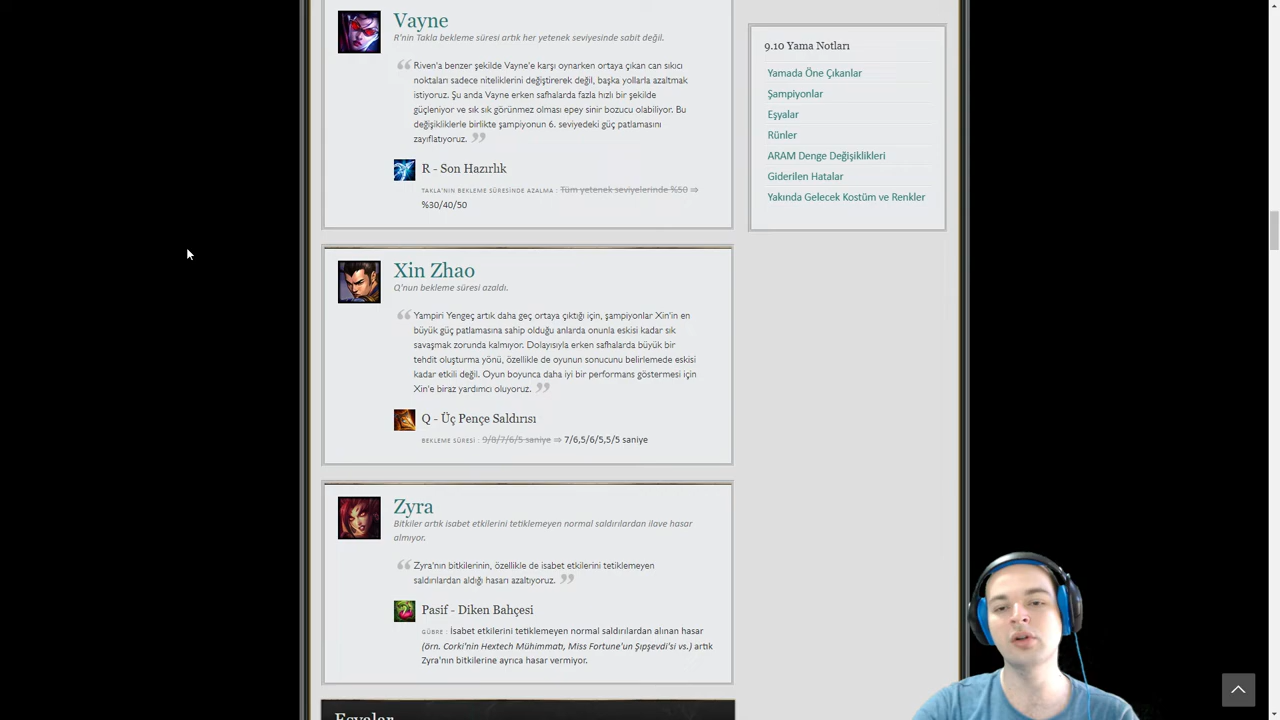 Vayne
R'nin Takla bekleme süresi artık her yetenek seviyesinde sabit değil.
Riven'a benzer şekilde Vayne'e karşı oynarken ortaya çıkan can sıkıcı
noktaları sadece niteliklerini değiştirerek değil, başka yollarla azaltmak
istiyoruz. Şu anda Vayne erken safhalarda fazla hızlı bir şekilde
güçleniyor ve sık sık görünmez olması epey sinir bozucu olabiliyor. Bu
değişikliklerle birlikte şampiyonun 6. seviyedeki güç patlamasını
zayıflatıyoruz.
R - Son Hazırlık
TAKLA'NIN BEKLEME SÜRESİNDE AZALMA : Tüm yetenek seviyelerinde %50 ⇒
%30/40/50
Xin Zhao
Q'nun bekleme süresi azaldı.
Yampiri Yengeç artık daha geç ortaya çıktığı için, şampiyonlar Xin'in en
büyük güç patlamasına sahip olduğu anlarda onunla eskisi kadar sık
savaşmak zorunda kalmıyor. Dolayısıyla erken safhalarda büyük bir
tehdit oluşturma yönü, özellikle de oyunun sonucunu belirlemede eskisi
kadar etkili değil. Oyun boyunca daha iyi bir performans göstermesi için
Xin'e biraz yardımcı oluyoruz.
Q - Üç Pençe Saldırısı
BEKLEME SÜRESİ : 9/8/7/6/5 saniye ⇒ 7/6,5/6/5,5/5 saniye
Zyra
Bitkiler artık isabet etkilerini tetiklemeyen normal saldırılardan ilave hasar
almıyor.
Zyra'nın bitkilerinin, özellikle de isabet etkilerini tetiklemeyen
saldırılardan aldığı hasarı azaltıyoruz.
Pasif - Diken Bahçesi
GÜBRE : İsabet etkilerini tetiklemeyen normal saldırılardan alınan hasar
(örn. Corki'nin Hextech Mühimmatı, Miss Fortune'un Şıpşevdi'si vs.) artık
Zyra'nın bitkilerine ayrıca hasar vermiyor.
Eşyalar
9.10 Yama Notları
Yamada Öne Çıkanlar
Şampiyonlar
Eşyalar
Rünler
ARAM Denge Değişiklikleri
Giderilen Hatalar
Yakında Gelecek Kostüm ve Renkler